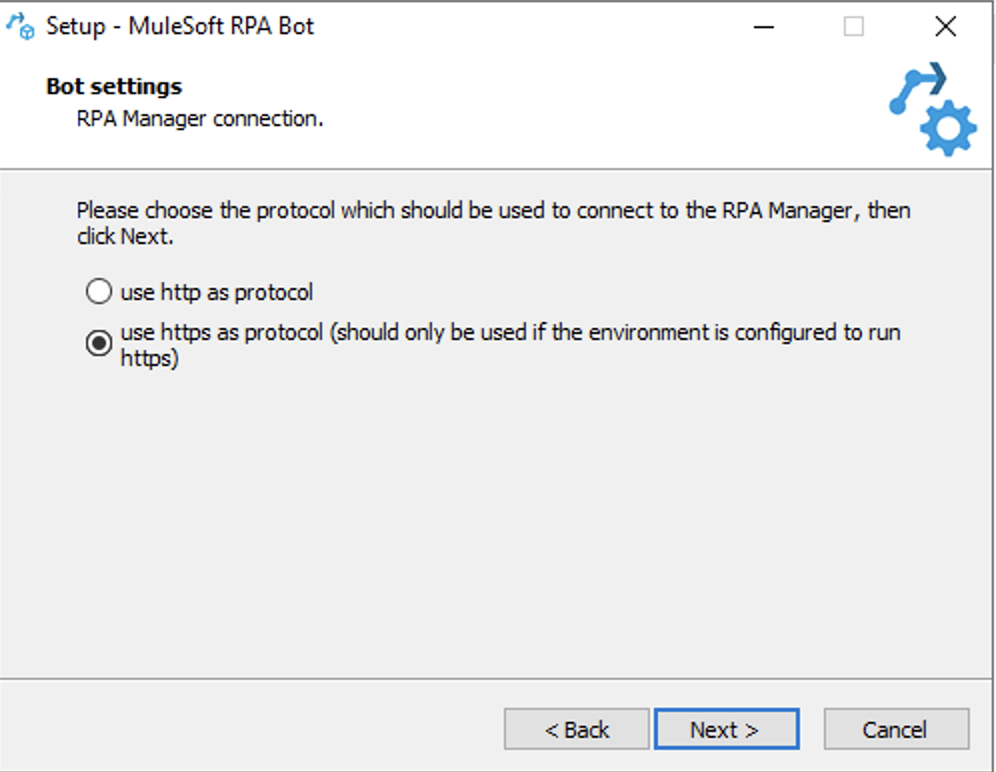 Setup - MuleSoft RPA Bot
Bot settings
RPA Manager connection.
Please choose the protocol which should be used to connect to the RPA Manager, then
click Next.
use http as protocol
use https as protocol (should only be used if the environment is configured to run
https)
< Back
Next >
Cancel